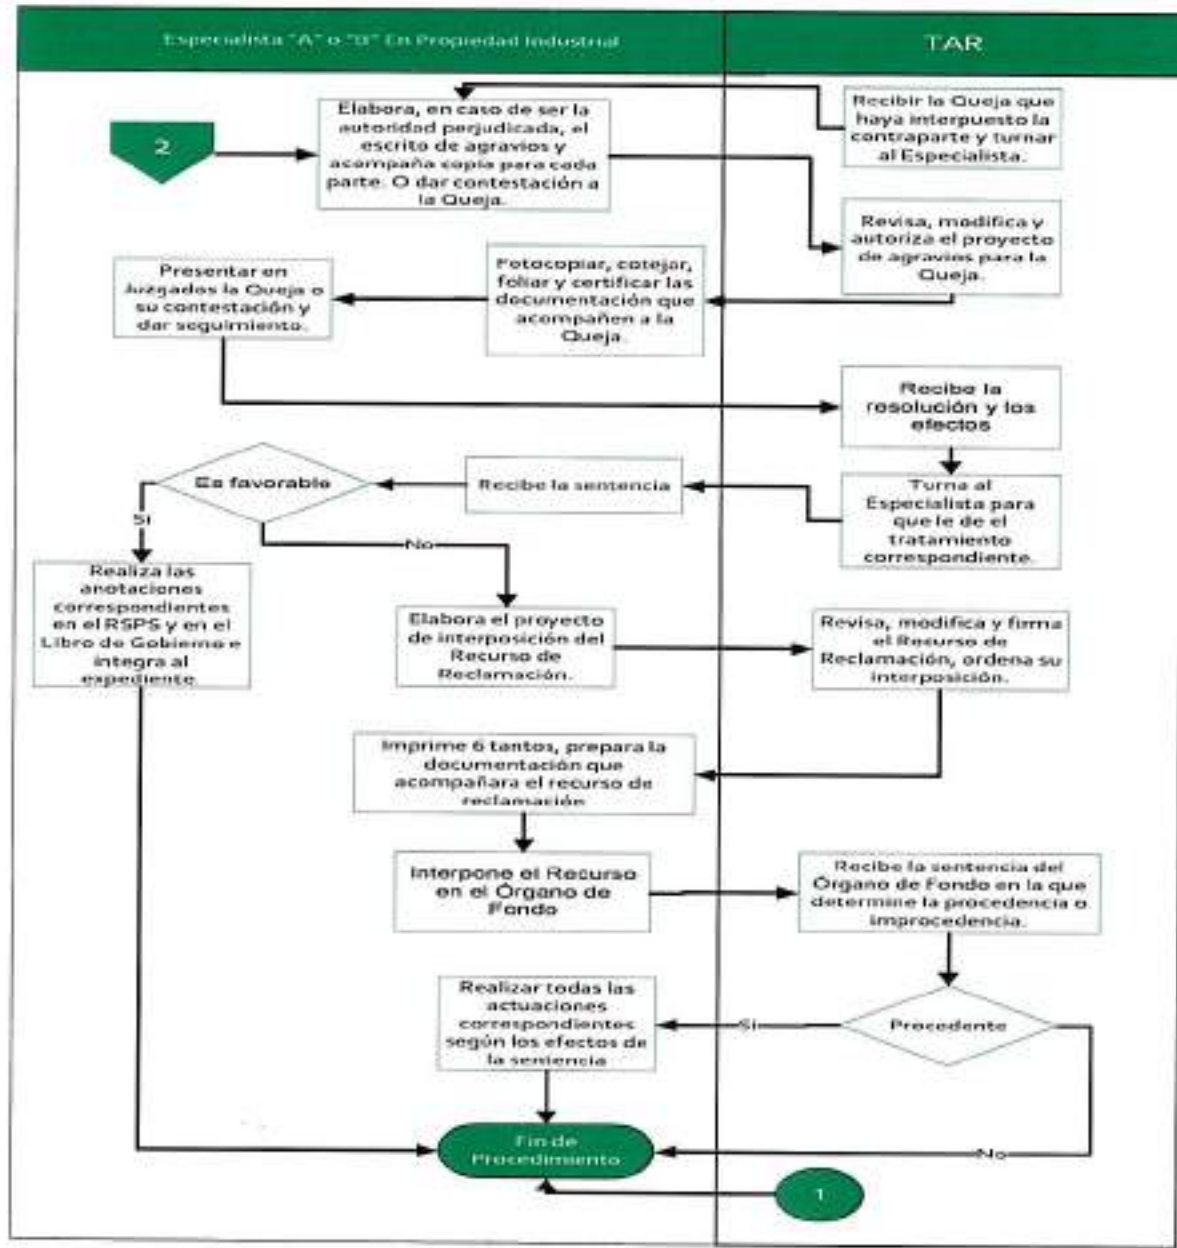 Especialista "A" o "B" En Propiedad Industrial
TAR
2
Elabora, en caso de ser la
autoridad perjudicada, el
escrito de agravios y
acompaña copia para cada
parte. O dar contestación a
la Queja.
Recibir la Queja que
haya interpuesto la
contraparte y turnar
al Especialista.
Revisa, modifica y
autoriza el proyecto
de agravios para la
Queja.
Fotocopiar, cotejar,
foliar y certificar las
documentación que
acompañen a la
Queja.
Presentar en
Juzgados la Queja o
su contestación y
dar seguimiento.
Recibe la
resolución y los
efectos
Turna al
Especialista para
que le de el
tratamiento
correspondiente.
Recibe la sentencia
Es favorable
Si
No
Realiza las
anotaciones
correspondientes
en el RSPS y en el
Libro de Gobierno e
integra al
expediente.
Elabora el proyecto
de interposición del
Recurso de
Reclamación.
Revisa, modifica y firma
el Recurso de
Reclamación, ordena su
interposición.
Imprime 6 tantos, prepara la
documentación que
acompañara el recurso de
reclamación
Interpone el Recurso
en el Órgano de
Fondo
Recibe la sentencia del
Órgano de Fondo en la que
determine la procedencia o
improcedencia.
Procedente
Si
No
Realizar todas las
actuaciones
correspondientes
según los efectos de
la sentencia
Fin de
Procedimiento
1